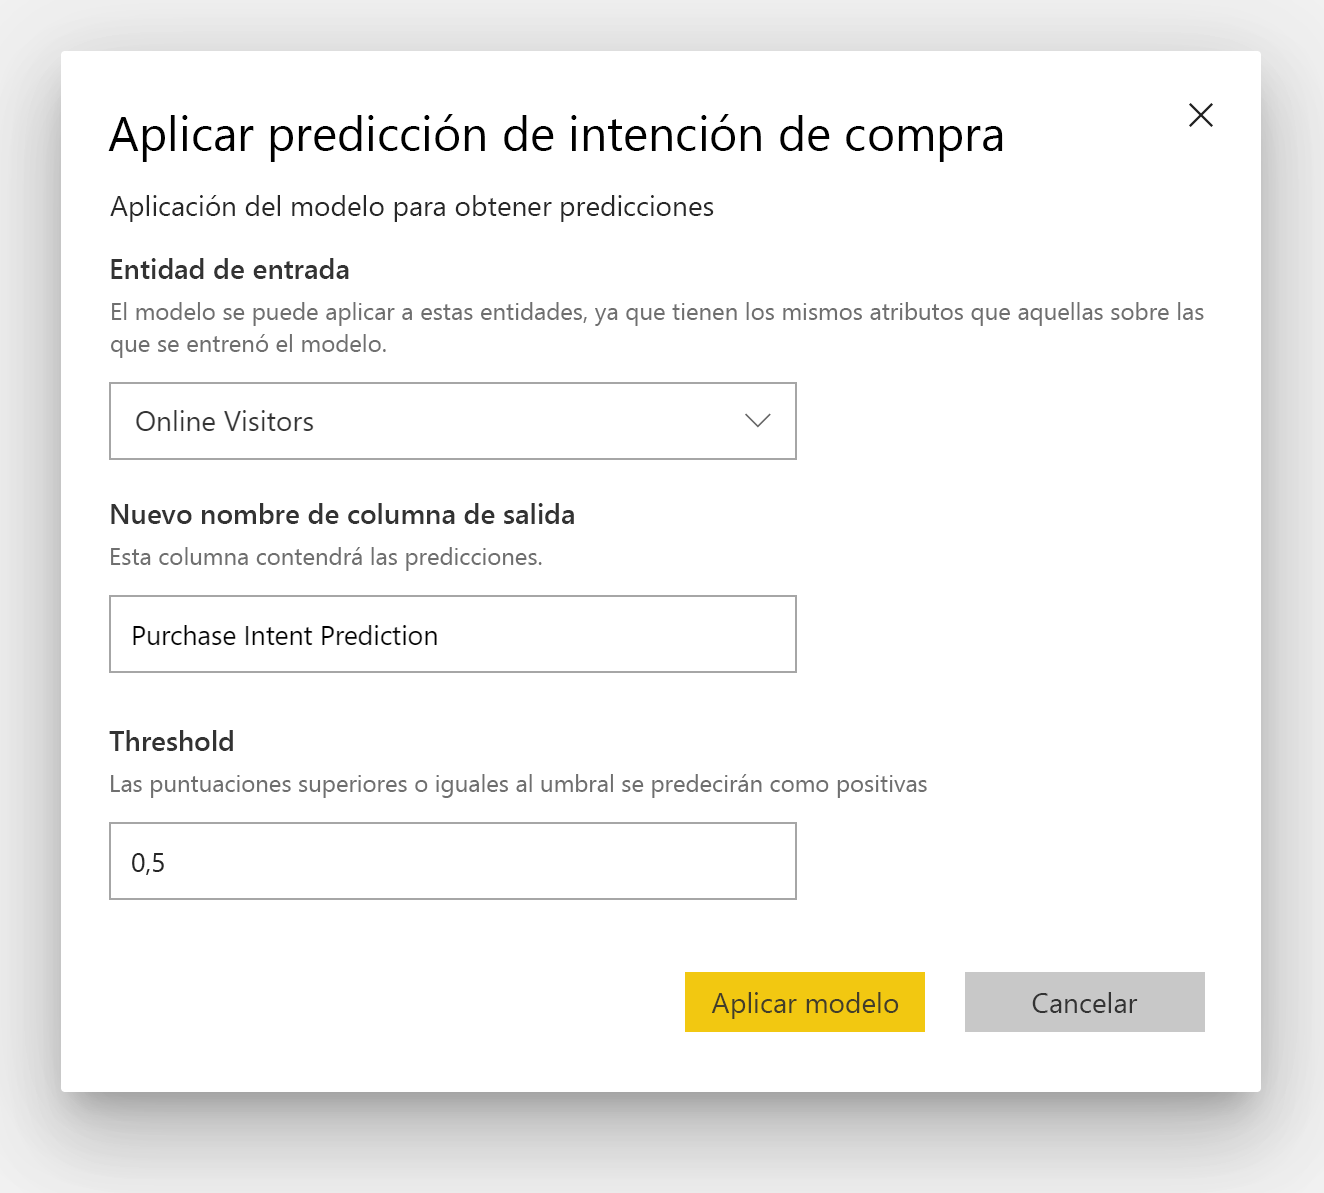 Aplicar predicción de intención de compra
Aplicación del modelo para obtener predicciones
Entidad de entrada
El modelo se puede aplicar a estas entidades, ya que tienen los mismos atributos que aquellas sobre las
que se entrenó el modelo.
Online Visitors
Nuevo nombre de columna de salida
Esta columna contendrá las predicciones.
Purchase Intent Prediction
Threshold
Las puntuaciones superiores o iguales al umbral se predecirán como positivas
0,5
Aplicar modelo
Cancelar